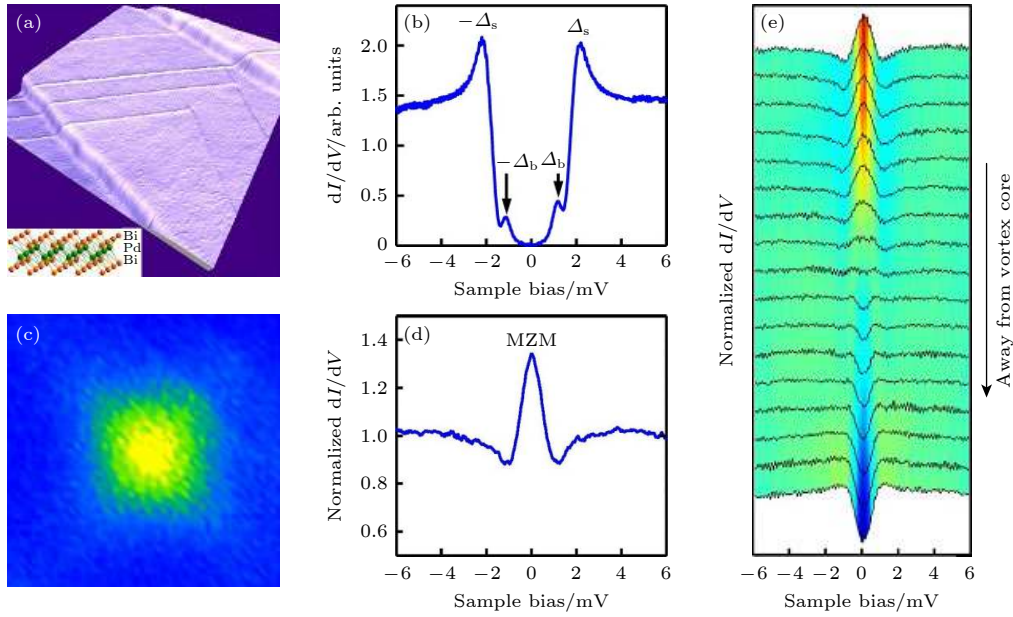 (a)
Bi
Pd
Bi
(b)
−Δs
Δs
−Δb
Δb
dI/dV/arb. units
2.0
1.5
1.0
0.5
0
−6 −4 −2 0 2 4 6
Sample bias/mV
(c)
(d)
MZM
Normalized dI/dV
1.4
1.2
1.0
0.8
0.6
−6 −4 −2 0 2 4 6
Sample bias/mV
(e)
Normalized dI/dV
Away from vortex core
−6 −4 −2 0 2 4 6
Sample bias/mV